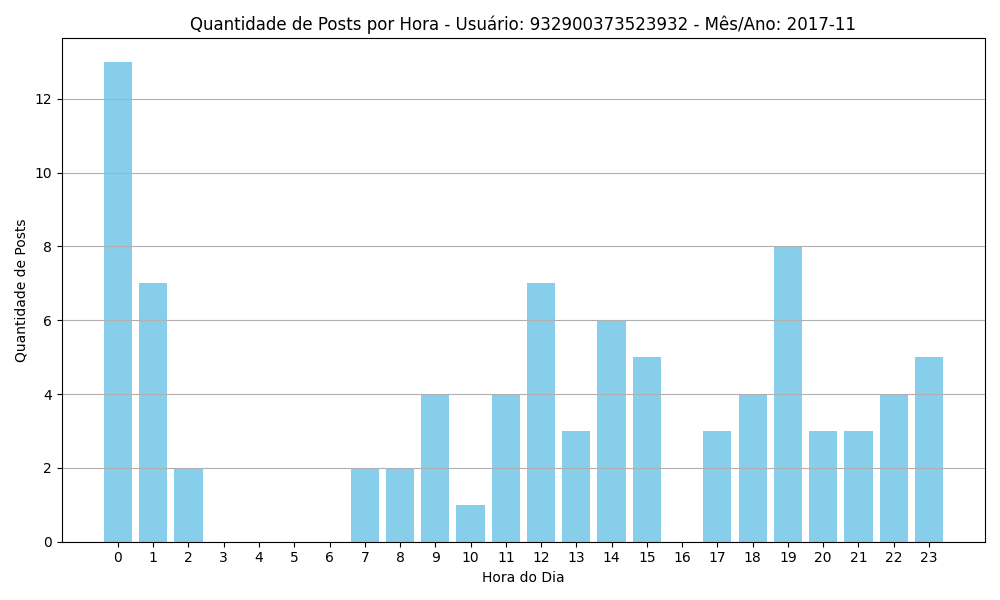 Quantidade de Posts por Hora - Usuário: 932900373523932 - Mês/Ano: 2017-11
Quantidade de Posts
12
10
8
6
4
2
0
0 1 2 3 4 5 6 7 8 9 10 11 12 13 14 15 16 17 18 19 20 21 22 23
Hora do Dia